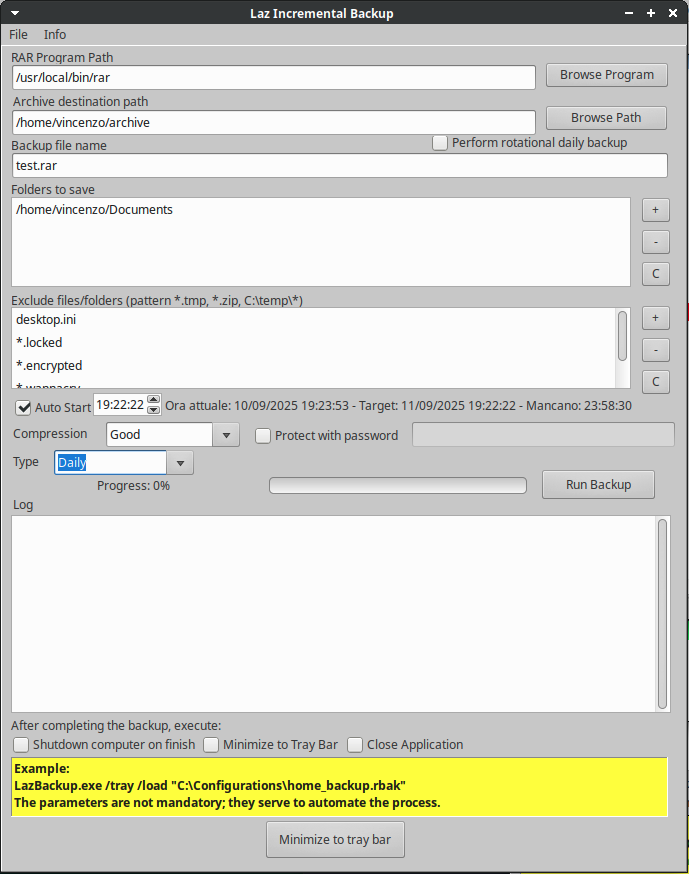 Laz Incremental Backup
File Info
RAR Program Path
/usr/local/bin/rar
Browse Program
Archive destination path
/home/vincenzo/archive
Browse Path
Backup file name
Perform rotational daily backup
test.rar
Folders to save
/home/vincenzo/Documents
+
-
C
Exclude files/folders (pattern *.tmp, *.zip, C:\temp\*)
desktop.ini
*.locked
*.encrypted
*.wannacry
+
-
C
Auto Start 19:22:22 Ora attuale: 10/09/2025 19:23:53 - Target: 11/09/2025 19:22:22 - Mancano: 23:58:30
Compression Good Protect with password
Type Daily
Progress: 0%
Run Backup
Log
After completing the backup, execute:
Shutdown computer on finish Minimize to Tray Bar Close Application
Example:
LazBackup.exe /tray /load "C:\Configurations\home_backup.rbak"
The parameters are not mandatory; they serve to automate the process.
Minimize to tray bar